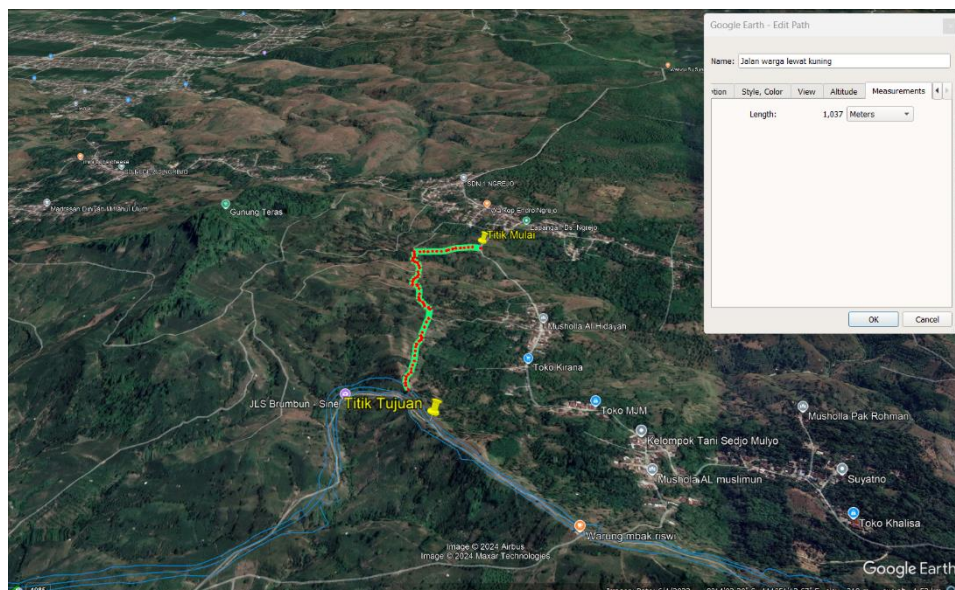 Google Earth - Edit Path
Name: Jalan warga lewat kuning
Style, Color View Altitude Measurements
Length: 1,037 Meters
OK Cancel
SDN 1 NGREJO
Gunung Teras
Titik Mulai
Musholla Al Hidayah
Toko Kirana
JLS Brumbun - Sine
Titik Tujuan
Toko MJM
Musholla Pak Rohman
Kelompok Tani Sedjo Mulyo
Mushola AL muslimun
Suyatno
Toko Khalisa
Warung mbak riswi
Image © 2024 Airbus
Image © 2024 Maxar Technologies
Google Earth